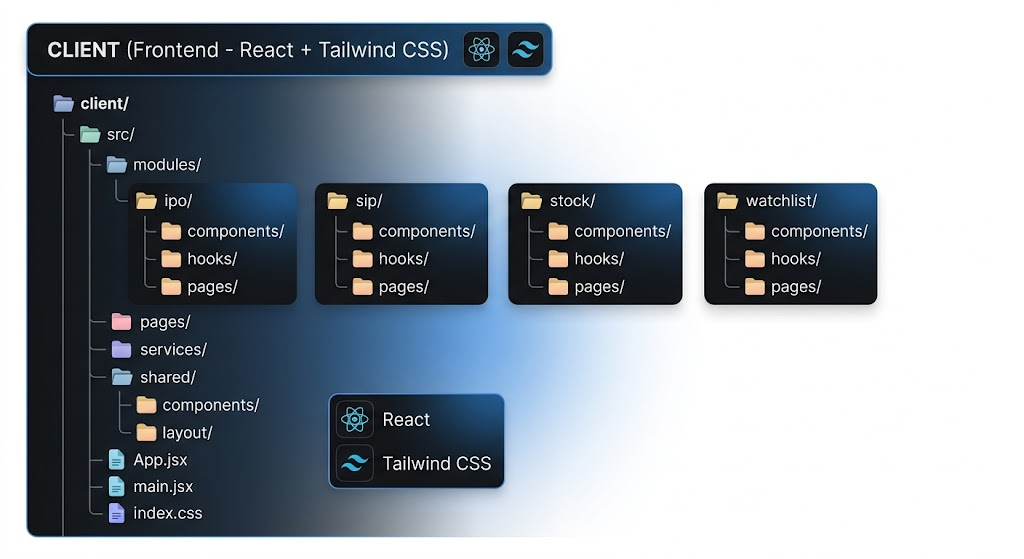 CLIENT (Frontend - React + Tailwind CSS)
client/
src/
modules/
ipo/
components/
hooks/
pages/
sip/
components/
hooks/
pages/
stock/
components/
hooks/
pages/
watchlist/
components/
hooks/
pages/
pages/
services/
shared/
components/
layout/
App.jsx
main.jsx
index.css
React
Tailwind CSS